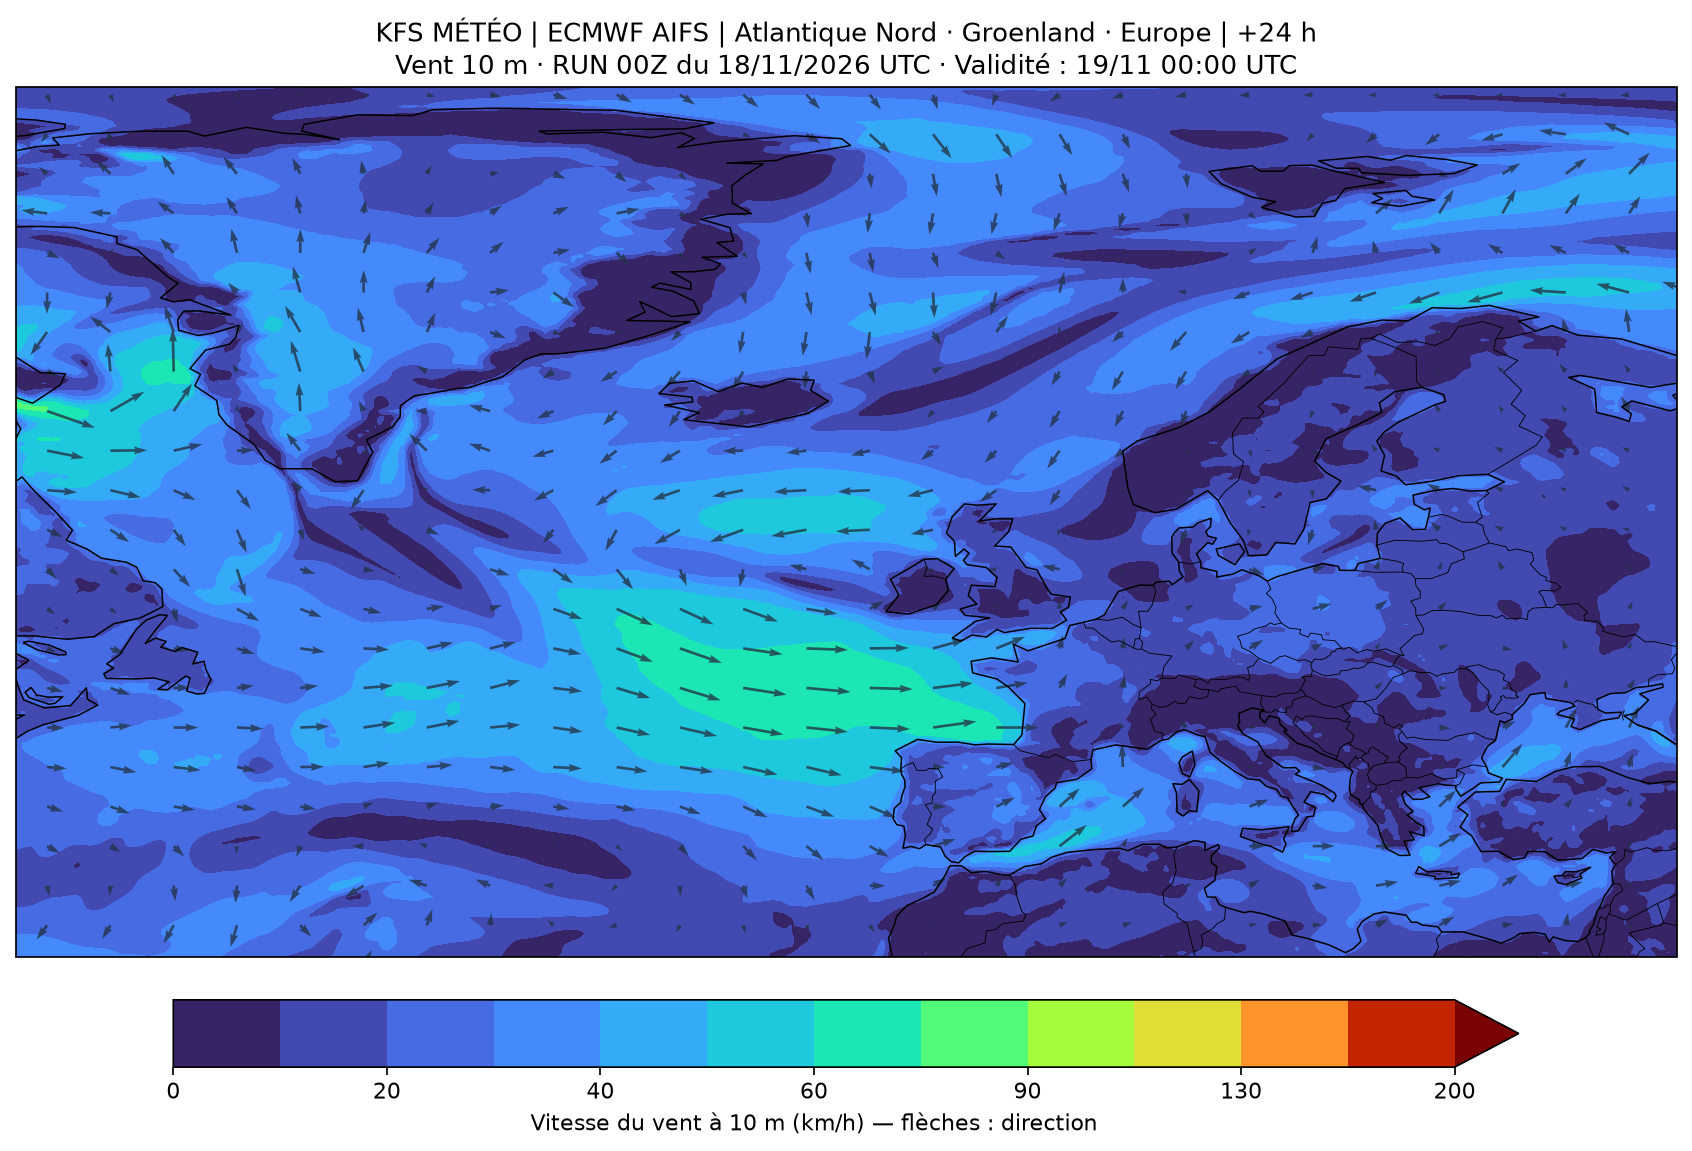 KFS MÉTÉO | ECMWF AIFS | Atlantique Nord · Groenland · Europe | +24 h
Vent 10 m · RUN 00Z du 18/11/2026 UTC · Validité : 19/11 00:00 UTC
0 20 40 60 90 130 200
Vitesse du vent à 10 m (km/h) — flèches : direction